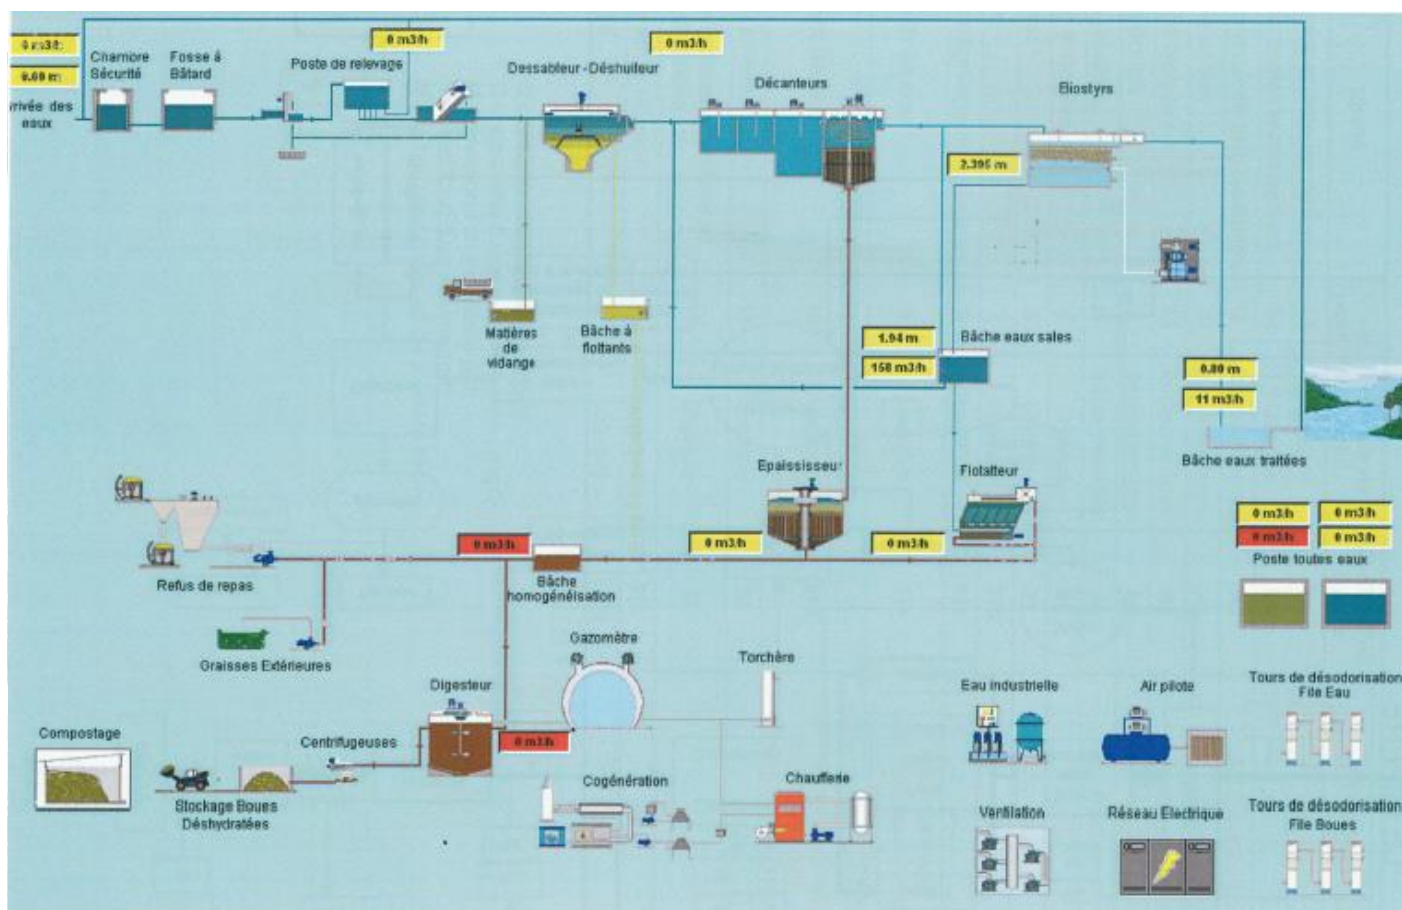 0 m3/h
0 m3/h
0 m3/h
0.00 m
Chambre
Sécurité
Fosse à
Bâtard
Poste de relevage
Dessableur -Déshuileur
Décanteurs
Biostyrs
rrivée des
eaux
2.395 m
Matières
de
vidange
Bâche à
flottants
1.94 m
158 m3/h
Bâche eaux sales
0.80 m
11 m3/h
Bâche eaux traitées
Epaississeur
Flotatteur
0 m3/h
0 m3/h
0 m3/h
0 m3/h
0 m3/h
0 m3/h
0 m3/h
Poste toutes eaux
Refus de repas
Bâche
homogénéisation
Graisses Extérieures
Gazomètre
Torchère
Digesteur
0 m3/h
Eau industrielle
Air pilote
Tours de désodorisation
File Eau
Compostage
Centrifugeuses
Stockage Boues
Déshydratées
Cogénération
Chaufferie
Ventilation
Réseau Electrique
Tours de désodorisation
File Boues